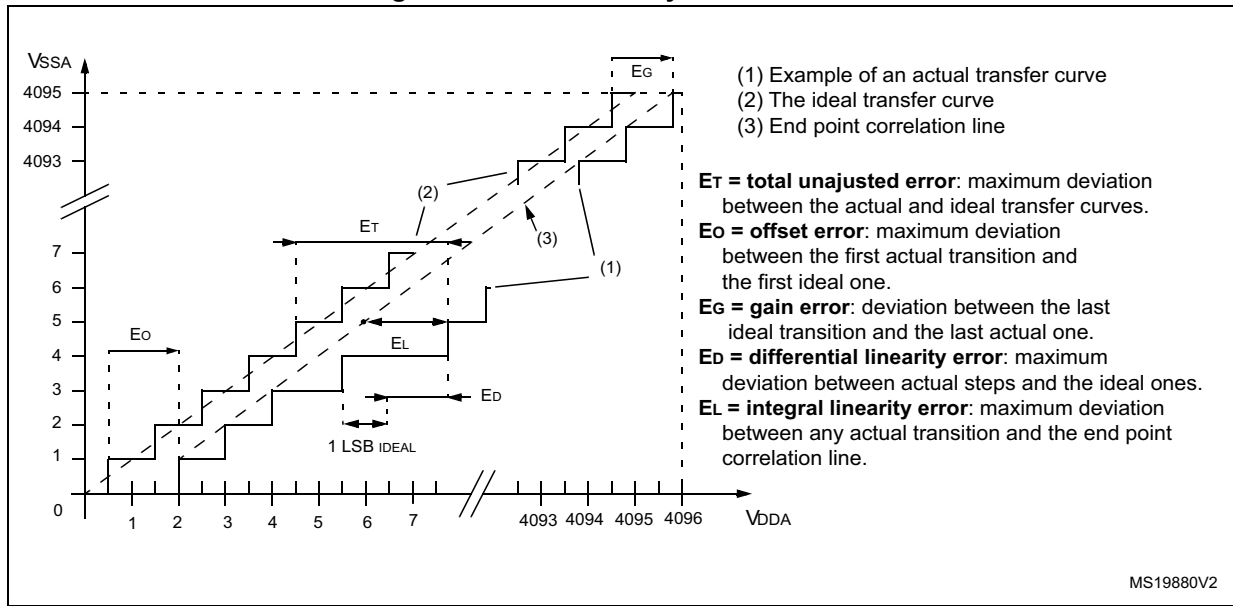 VSSA
4095
4094
4093
7
6
5
4
3
2
1
0
1 2 3 4 5 6 7 4093 4094 4095 4096
VDDA
EG
(2)
ET
(3)
(1)
EO
EL
ED
1 LSB IDEAL
(1) Example of an actual transfer curve
(2) The ideal transfer curve
(3) End point correlation line
ET = total unajusted error: maximum deviation
between the actual and ideal transfer curves.
EO = offset error: maximum deviation
between the first actual transition and
the first ideal one.
EG = gain error: deviation between the last
ideal transition and the last actual one.
ED = differential linearity error: maximum
deviation between actual steps and the ideal ones.
EL = integral linearity error: maximum deviation
between any actual transition and the end point
correlation line.
MS19880V2